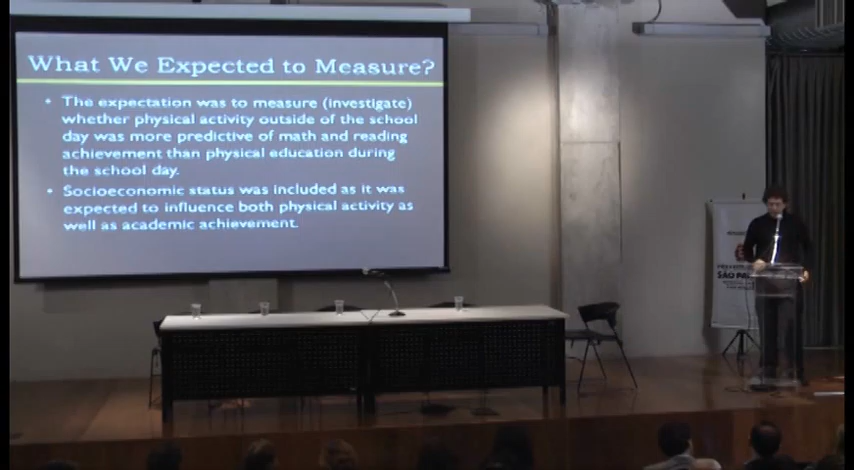 What We Expected to Measure?
• The expectation was to measure (investigate)
whether physical activity outside of the school
day was more predictive of math and reading
achievement than physical education during
the school day.
• Socioeconomic status was included as it was
expected to influence both physical activity as
well as academic achievement.
SÃO PAULO